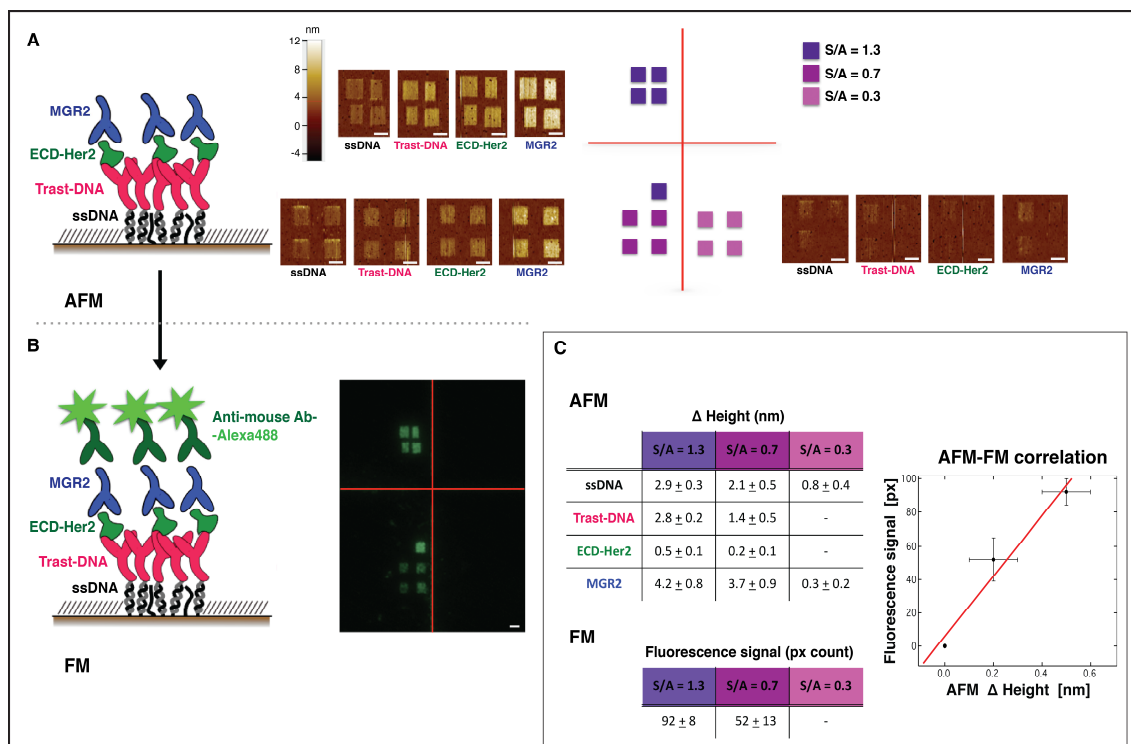 A
nm
12
8
4
0
-4
MGR2
ECD-Her2
Trast-DNA
ssDNA
ssDNA Trast-DNA ECD-Her2 MGR2
ssDNA Trast-DNA ECD-Her2 MGR2
S/A = 1.3
S/A = 0.7
S/A = 0.3
ssDNA Trast-DNA ECD-Her2 MGR2
AFM
B
Anti-mouse Ab-
-Alexa488
MGR2
ECD-Her2
Trast-DNA
ssDNA
FM
C
AFM
Δ Height (nm)
S/A = 1.3 S/A = 0.7 S/A = 0.3
ssDNA 2.9 ± 0.3 2.1 ± 0.5 0.8 ± 0.4
Trast-DNA 2.8 ± 0.2 1.4 ± 0.5 -
ECD-Her2 0.5 ± 0.1 0.2 ± 0.1 -
MGR2 4.2 ± 0.8 3.7 ± 0.9 0.3 ± 0.2
FM
Fluorescence signal (px count)
S/A = 1.3 S/A = 0.7 S/A = 0.3
92 ± 8 52 ± 13 -
AFM-FM correlation
Fluorescence signal [px]
100
80
60
40
20
0
0.0 0.2 0.4 0.6
AFM Δ Height [nm]